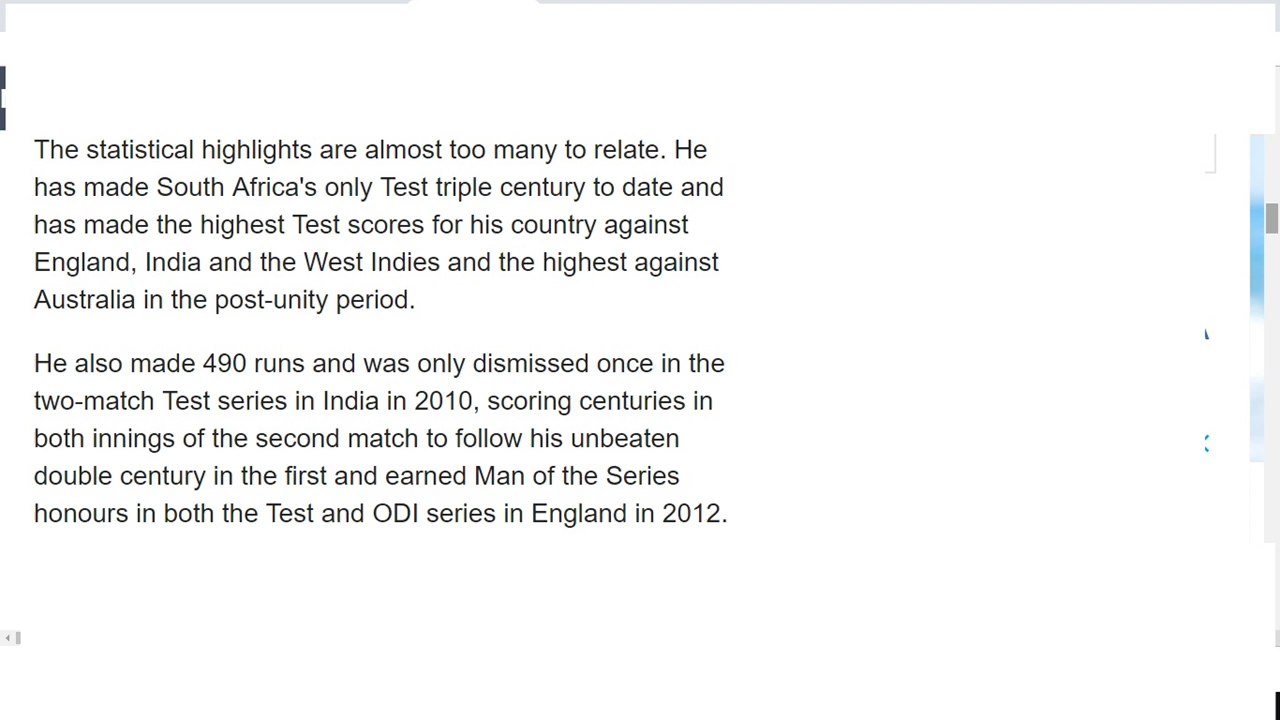 The statistical highlights are almost too many to relate. He
has made South Africa's only Test triple century to date and
has made the highest Test scores for his country against
England, India and the West Indies and the highest against
Australia in the post-unity period.
He also made 490 runs and was only dismissed once in the
two-match Test series in India in 2010, scoring centuries in
both innings of the second match to follow his unbeaten
double century in the first and earned Man of the Series
honours in both the Test and ODI series in England in 2012.